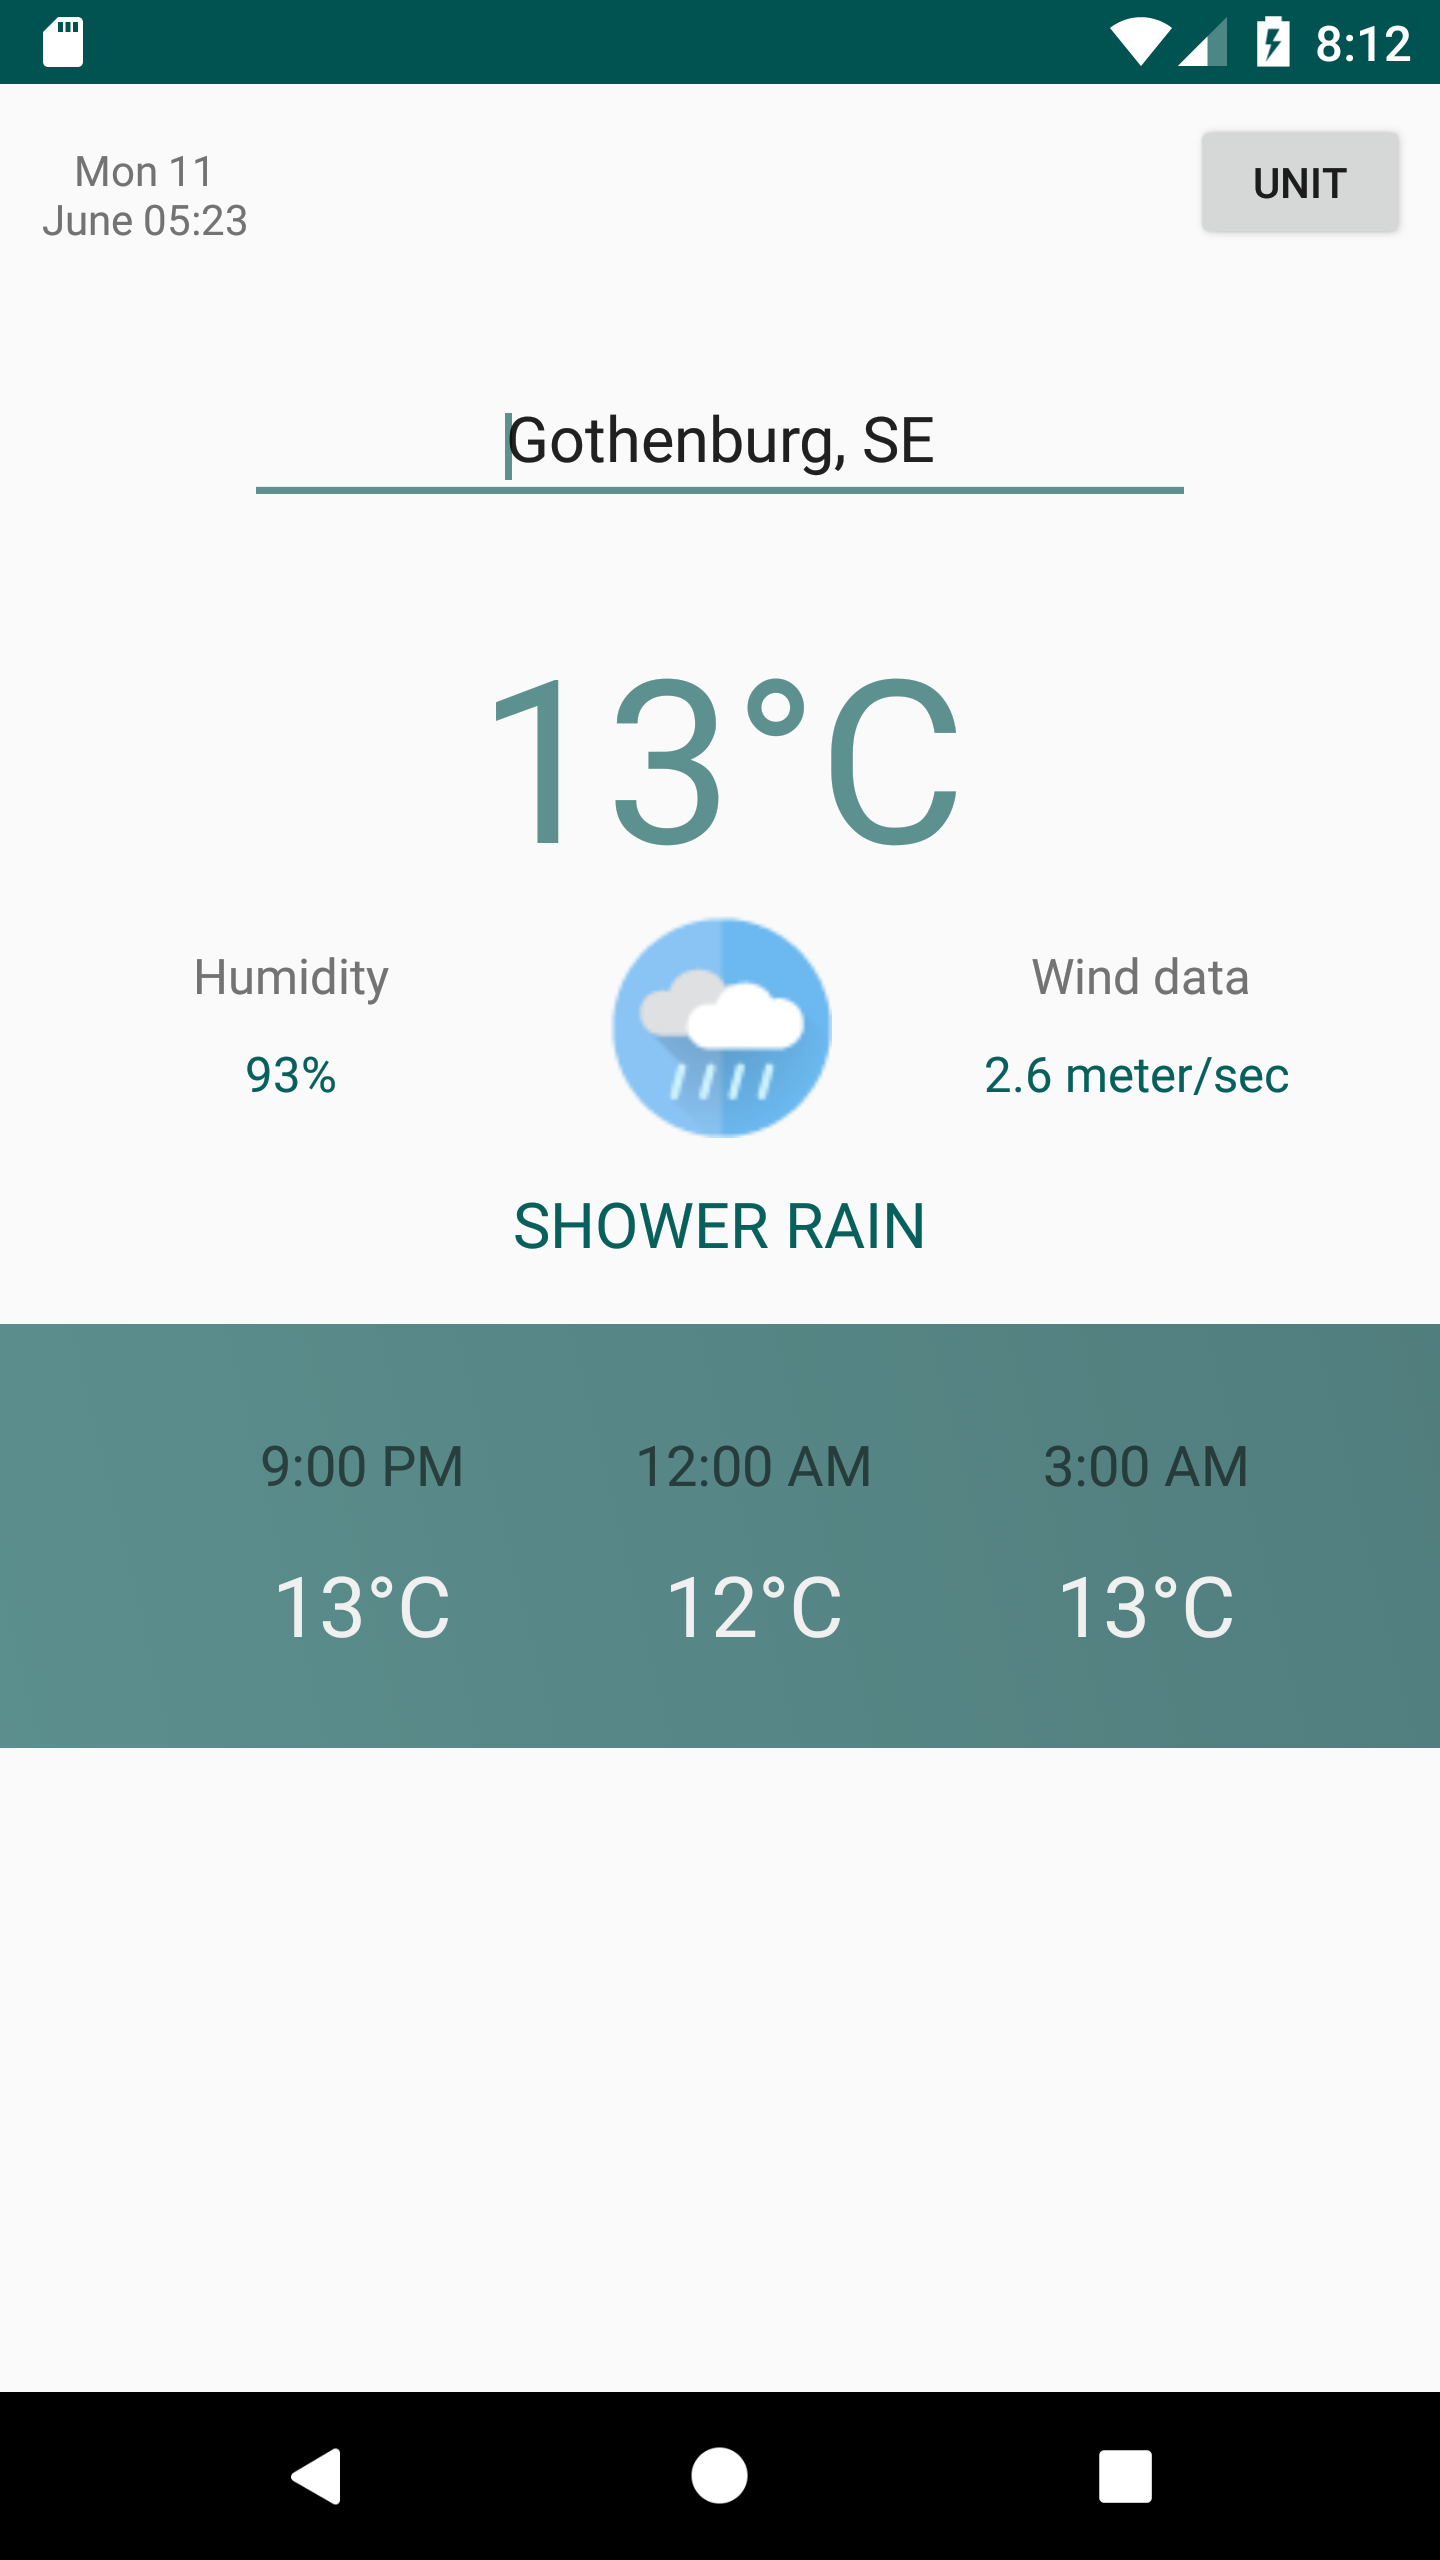 8:12
Mon 11
June 05:23
UNIT
Gothenburg, SE
13°C
Humidity
Wind data
93%
2.6 meter/sec
SHOWER RAIN
9:00 PM
12:00 AM
3:00 AM
13°C
12°C
13°C